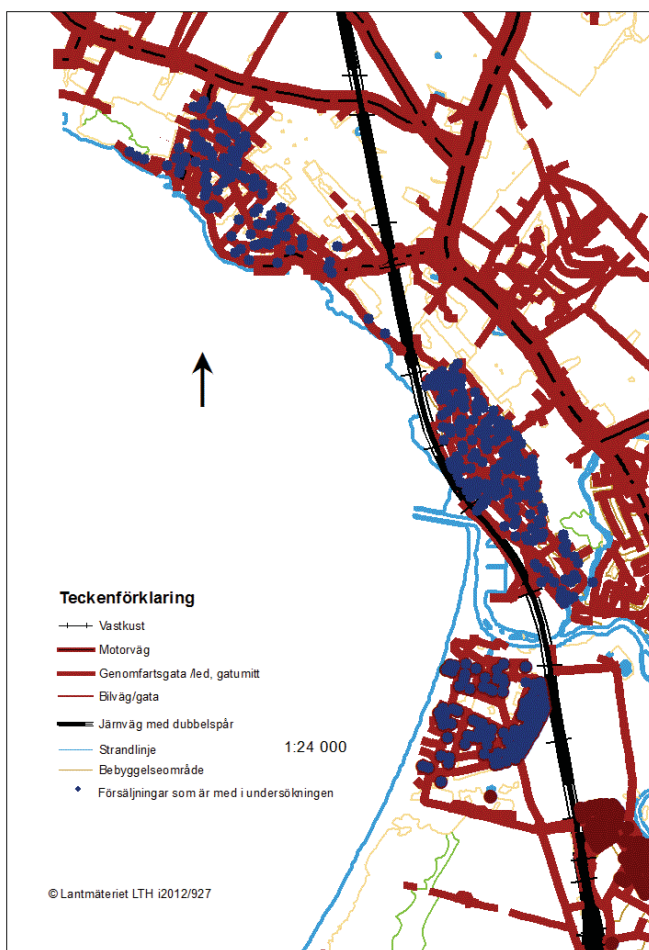 Teckenförklaring
Vastkust
Motorväg
Genomfartsgata /led, gatumitt
Bilväg/gata
Järnväg med dubbelspår
Strandlinje
1:24 000
Bebyggelseområde
Försäljningar som är med i undersökningen
© Lantmäteriet LTH i2012/927